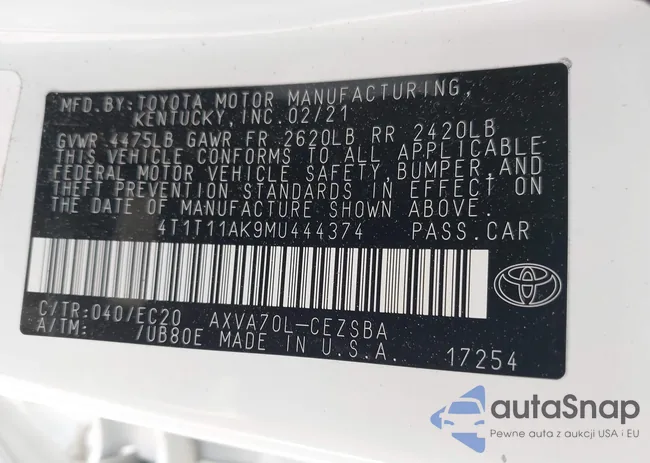 MFD. BY: TOYOTA MOTOR MANUFACTURING,
KENTUCKY, INC. 02/21
GVWR 4475LB GAWR FR 2620LB RR 2420LB
THIS VEHICLE CONFORMS TO ALL APPLICABLE
FEDERAL MOTOR VEHICLE SAFETY, BUMPER, AND
THEFT PREVENTION STANDARDS IN EFFECT ON
THE DATE OF MANUFACTURE SHOWN ABOVE.
4T1T11AK9MU444374 PASS.CAR
C/TR: 040/EC20 AXVA70L-CEZSBA
A/TM: 7UB80E MADE IN U.S.A. 17254
autaSnap
Pewne auta z aukcji USA i EU